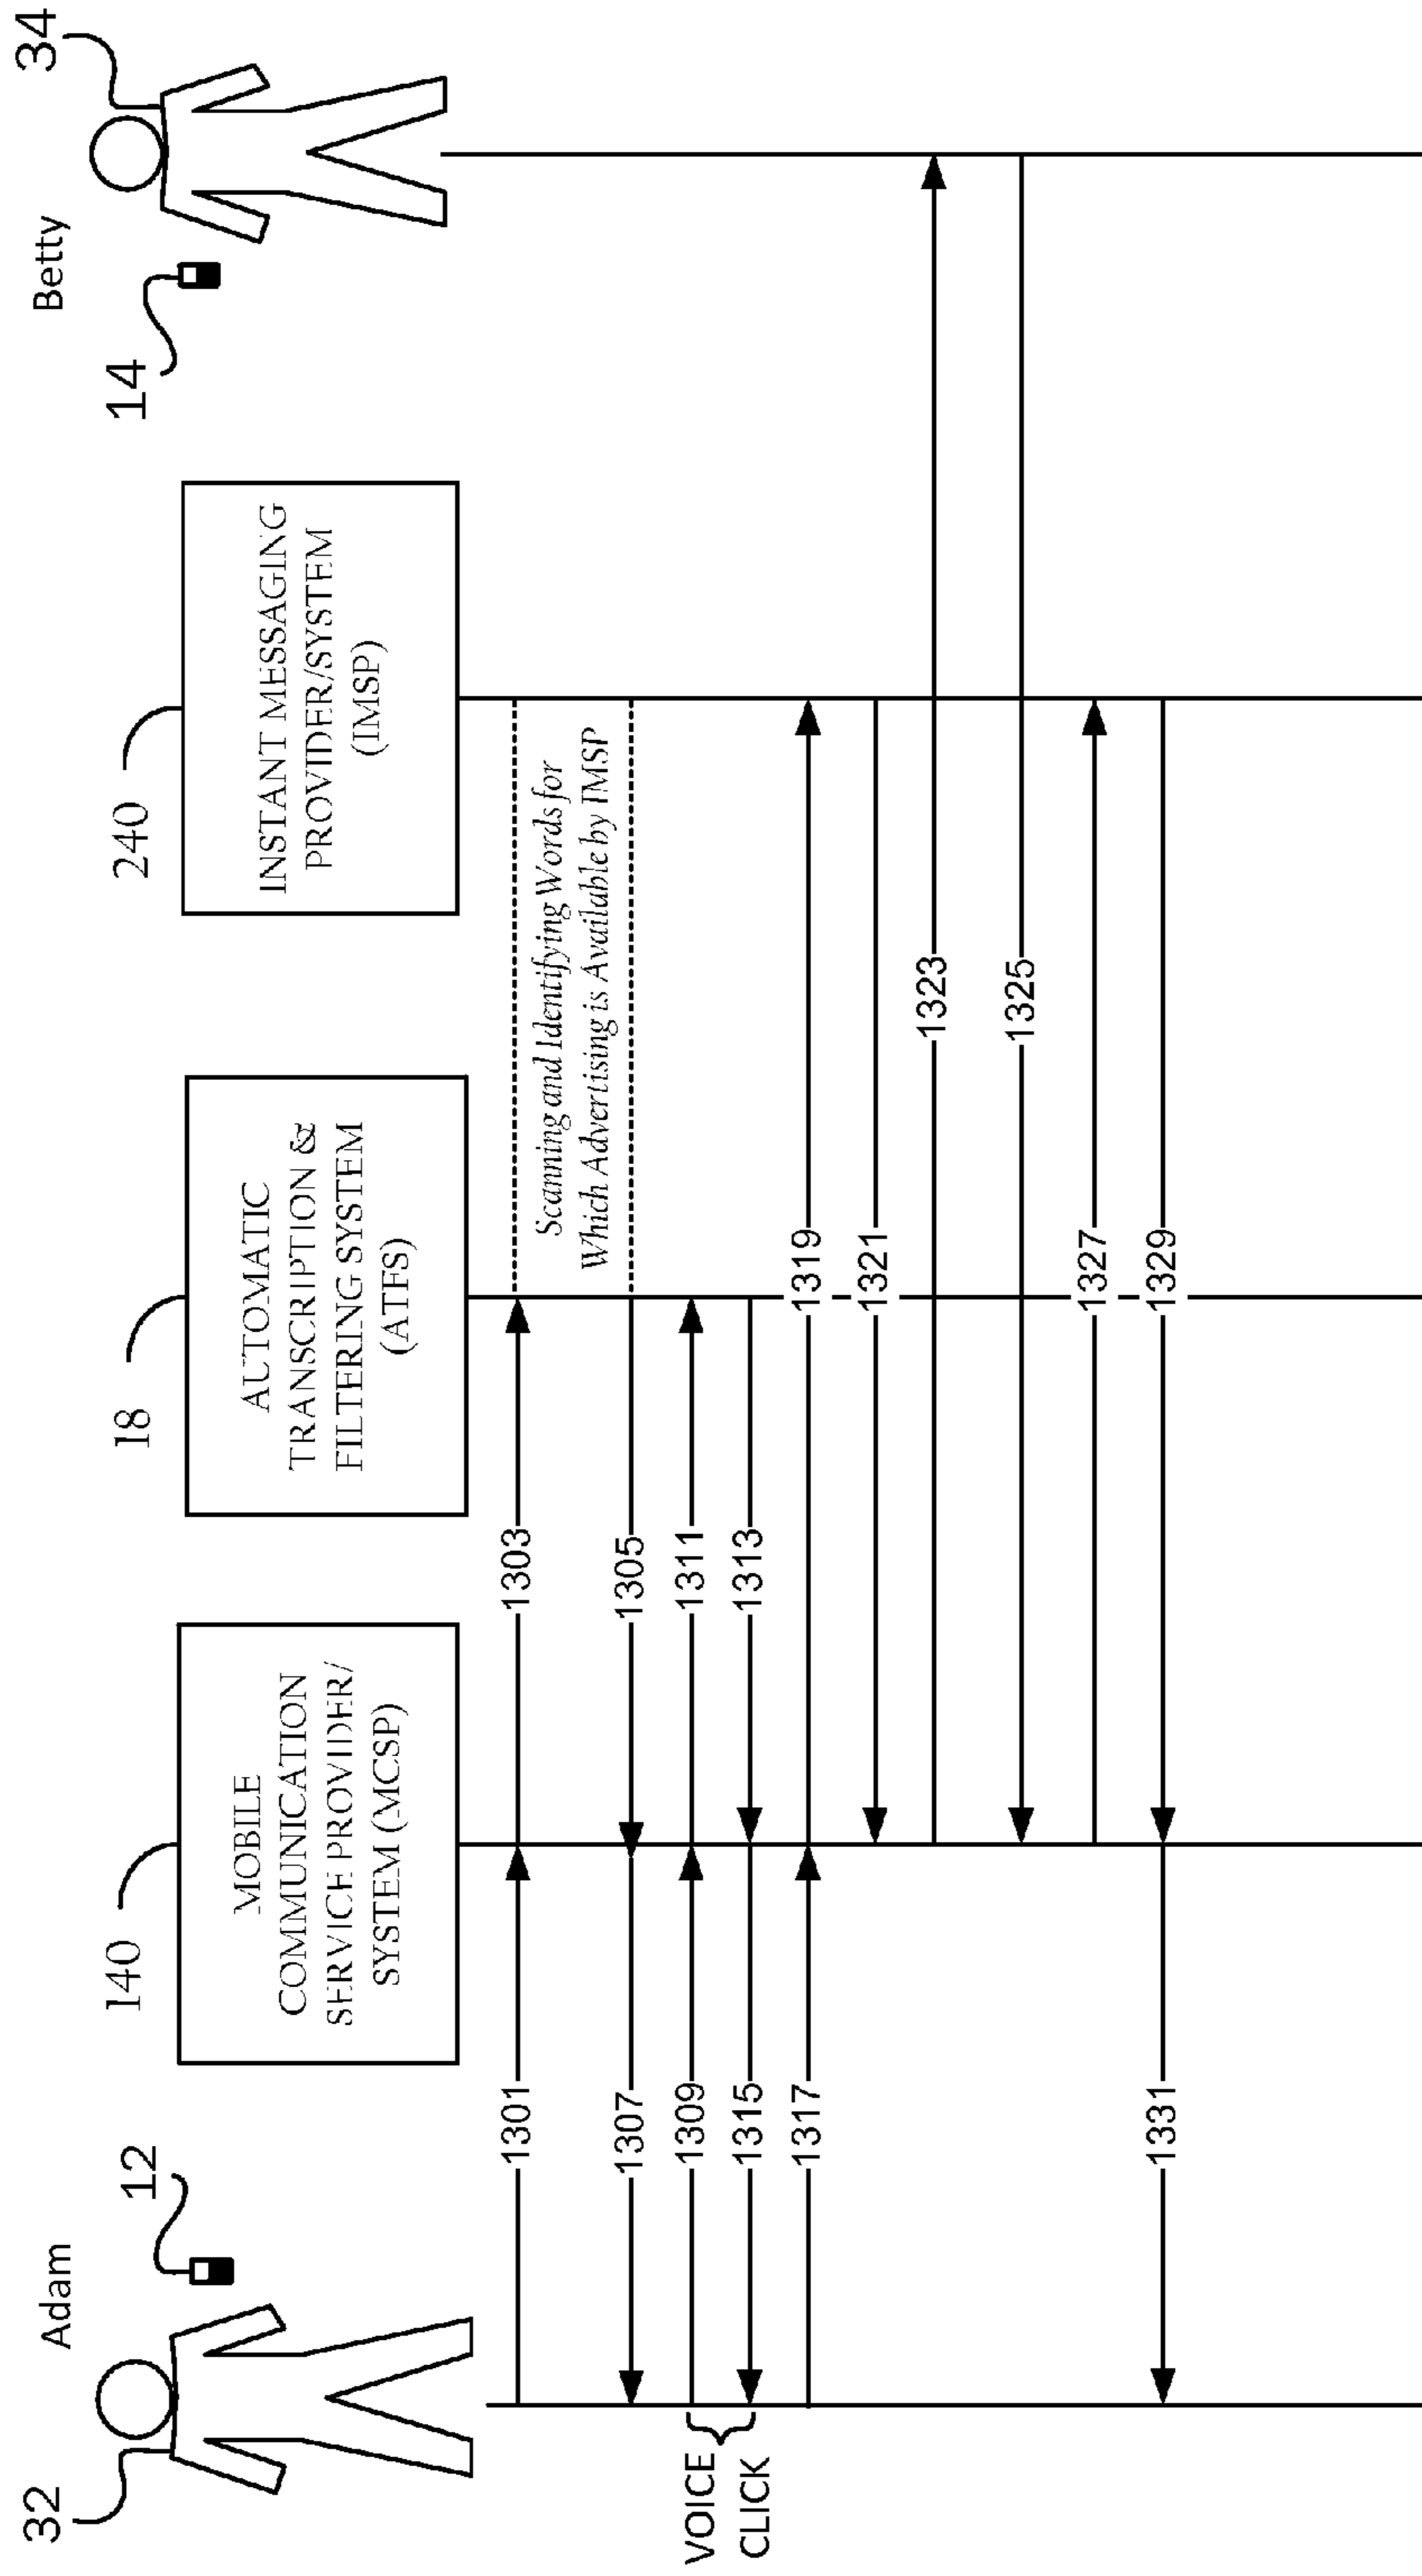 Adam
32
12
140
MOBILE
COMMUNICATION
SERVICE PROVIDER/
SYSTEM (MCSP)
18
AUTOMATIC
TRANSCRIPTION &
FILTERING SYSTEM
(ATFS)
240
INSTANT MESSAGING
PROVIDER/SYSTEM
(IMSP)
Betty
14
34
1301
1303
Scanning and Identifying Words for
Which Advertising is Available by IMSP
1307
1305
VOICE
CLICK
1309
1311
1315
1313
1317
1319
1321
1323
1325
1327
1331
1329